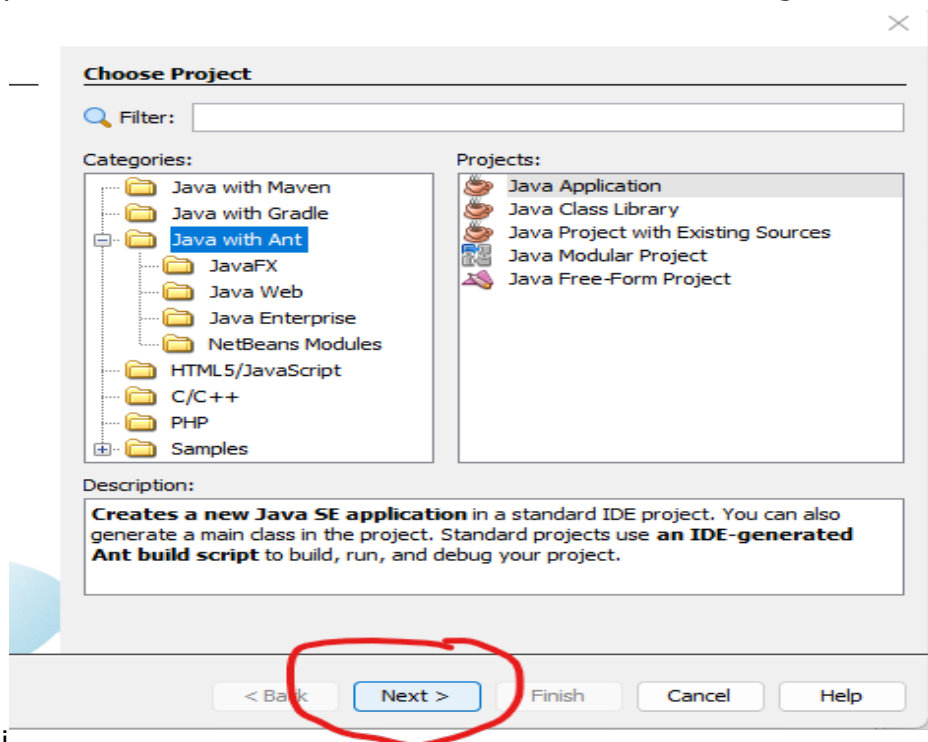 Choose Project
Filter:
Categories:
Projects:
Java with Maven
Java with Gradle
Java with Ant
JavaFX
Java Web
Java Enterprise
NetBeans Modules
HTML5/JavaScript
C/C++
PHP
Samples
Java Application
Java Class Library
Java Project with Existing Sources
Java Modular Project
Java Free-Form Project
Description:
Creates a new Java SE application in a standard IDE project. You can also
generate a main class in the project. Standard projects use an IDE-generated
Ant build script to build, run, and debug your project.
< Back Next > Finish Cancel Help